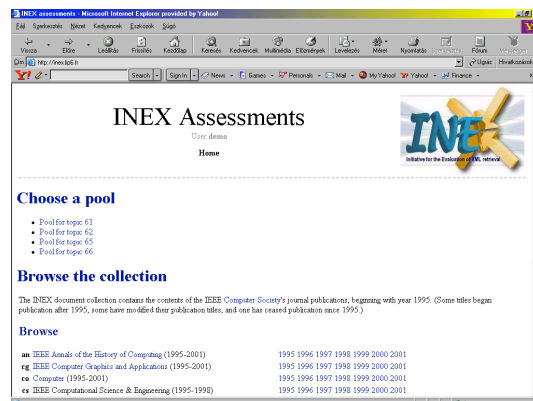 INEX assessments - Microsoft Internet Explorer provided by Yahoo!
Fájl Szerkesztés Nézet Kedvencek Eszközök Súgó
Vissza Előre Leállítás Frissítés Kezdőlap Keresés Kedvencek Multimédia Előzmények Levelezés Méret Nyomtatás Szerkesztés Fórum Messenger
Cím http://inex.lip6.fr Ugrás Hivatkozások
Y! Search Sign In News Games Personals Mail My Yahoo! Yahoo! Finance
INEX Assessments
User demo
Home
INEX
Initiative for the Evaluation of XML retrieval
Choose a pool
Pool for topic 61
Pool for topic 62
Pool for topic 65
Pool for topic 66
Browse the collection
The INEX document collection contains the contents of the IEEE Computer Society's journal publications, beginning with year 1995. (Some titles began
publication after 1995, some have modified their publication titles, and one has ceased publication since 1995.)
Browse
an IEEE Annals of the History of Computing (1995-2001) 1995 1996 1997 1998 1999 2000 2001
cg IEEE Computer Graphics and Applications (1995-2001) 1995 1996 1997 1998 1999 2000 2001
co Computer (1995-2001) 1995 1996 1997 1998 1999 2000 2001
cs IEEE Computational Science & Engineering (1995-1998) 1995 1996 1997 1998